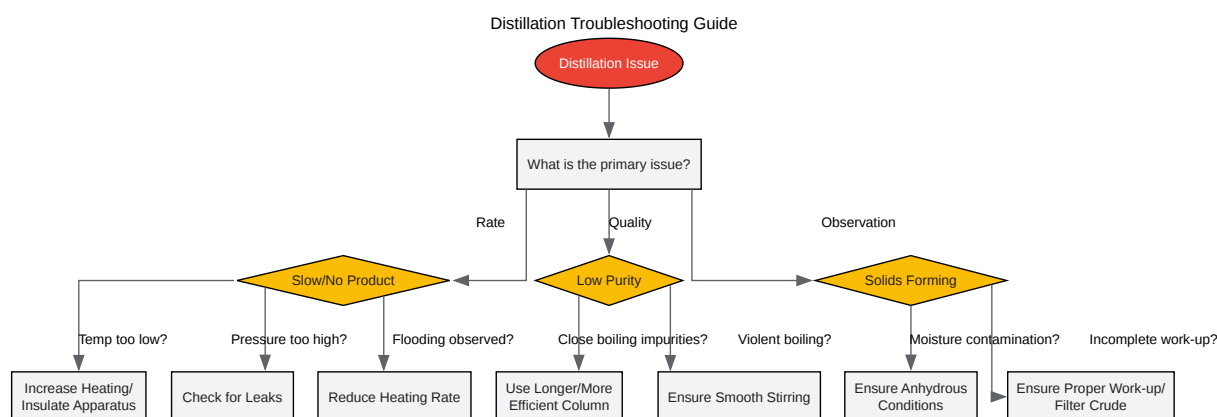 Distillation Troubleshooting Guide
Distillation Issue
What is the primary issue?
Rate
Quality
Observation
Slow/No Product
Low Purity
Solids Forming
Temp too low?
Pressure too high?
Flooding observed?
Close boiling impurities?
Violent boiling?
Moisture contamination?
Incomplete work-up?
Increase Heating/
Insulate Apparatus
Check for Leaks
Reduce Heating Rate
Use Longer/More
Efficient Column
Ensure Smooth Stirring
Ensure Anhydrous
Conditions
Ensure Proper Work-up/
Filter Crude